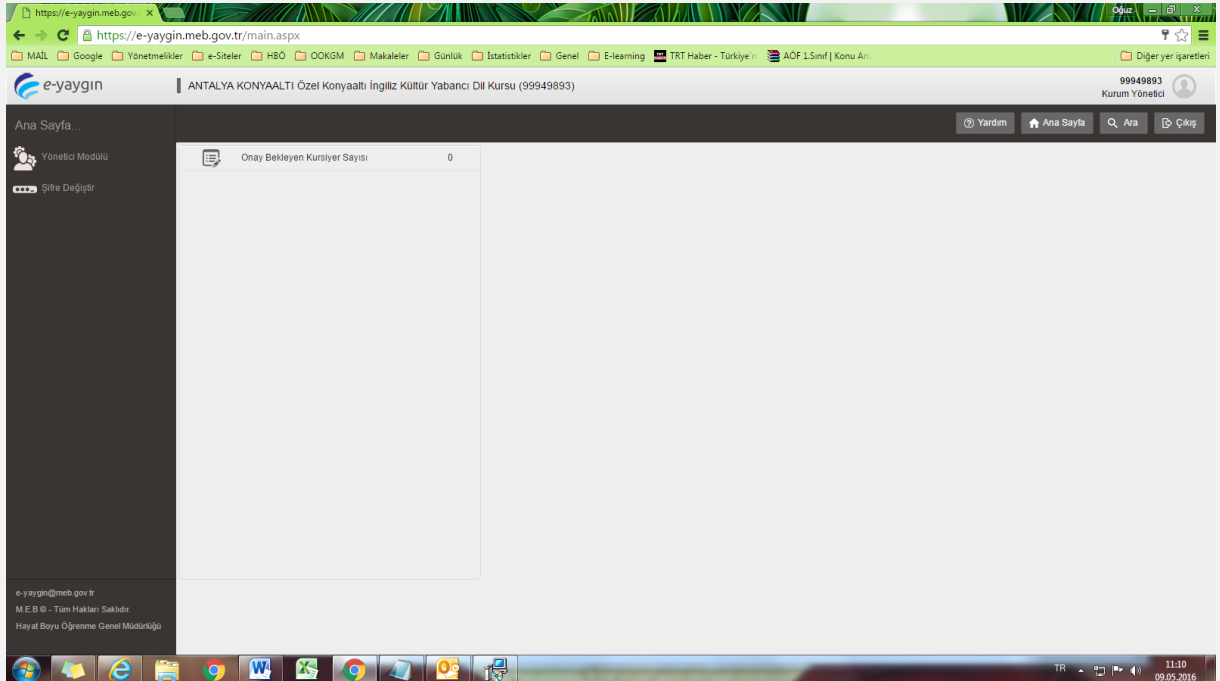 https://e-yaygin.meb.gov.
Oğuz
https://e-yaygin.meb.gov.tr/main.aspx
MAİL Google Yönetmelikler e-Siteler HBÖ OOKGM Makaleler Günlük İstatistikler Genel E-learning TRT Haber - Türkiye'n AÖF 1.Sınıf | Konu An Diğer yer işaretleri
e-yaygın
ANTALYA KONYAALTI Özel Konyaaltı İngiliz Kültür Yabancı Dil Kursu (99949893)
99949893
Kurum Yönetici
Ana Sayfa...
Yardım Ana Sayfa Ara Çıkış
Yönetici Modülü
Onay Bekleyen Kursiyer Sayısı 0
Şifre Değiştir
e-yaygin@meb.gov.tr
M.E.B © - Tüm Hakları Saklıdır.
Hayat Boyu Öğrenme Genel Müdürlüğü
TR
11:10
09.05.2016